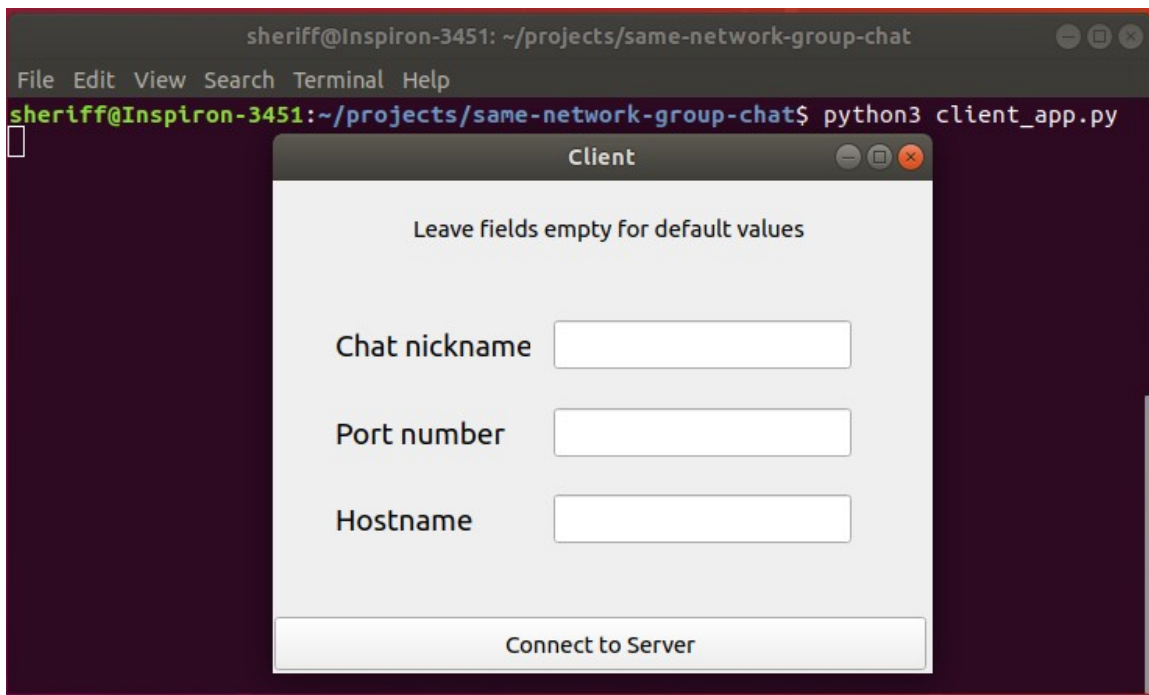 sheriff@Inspiron-3451: ~/projects/same-network-group-chat
File Edit View Search Terminal Help
sheriff@Inspiron-3451:~/projects/same-network-group-chat$ python3 client_app.py
Client
Leave fields empty for default values
Chat nickname
Port number
Hostname
Connect to Server